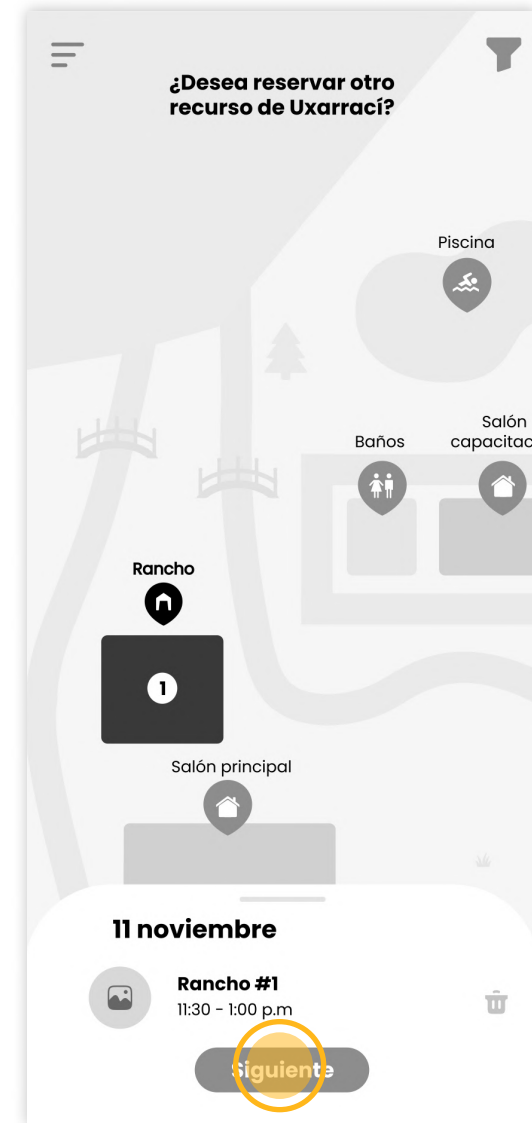 ¿Desea reservar otro
recurso de Uxarrací?
Piscina
Salón
capacitac
Baños
Rancho
1
Salón principal
11 noviembre
Rancho #1
11:30 - 1:00 p.m
Siguiente